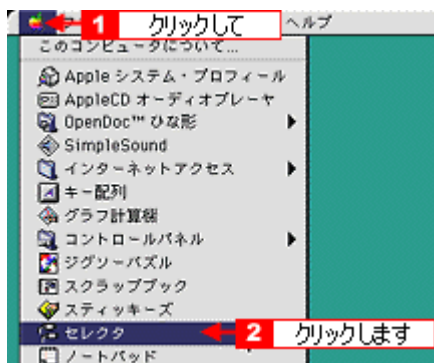 1 クリックして ヘルプ
このコンピュータについて...
Apple システム・プロフィール
AppleCD オーディオプレーヤ
OpenDoc™ ひな形
SimpleSound
インターネットアクセス
キー配列
グラフ計算機
コントロールパネル
ジグソーパズル
スクラップブック
スティッキーズ
セレクタ 2 クリックします
ノートパッド